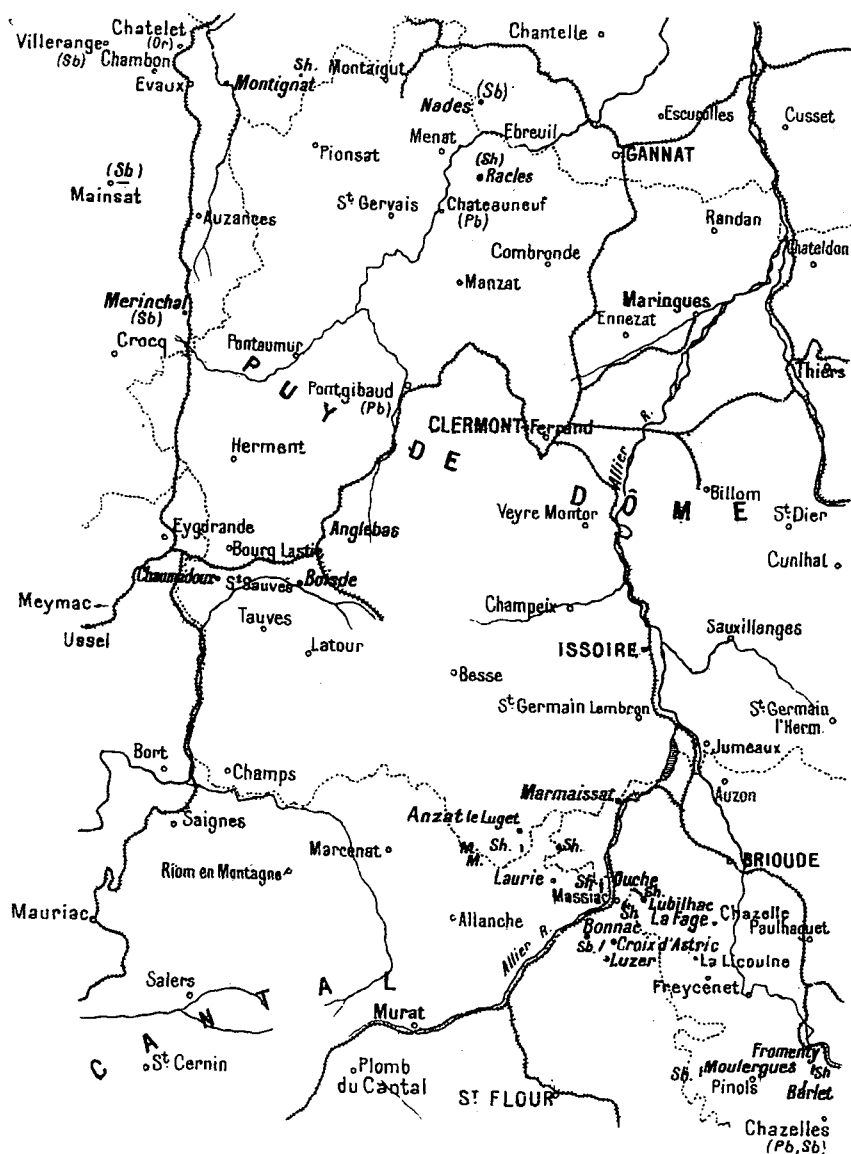 Chatelet
(Or)
Villerange
(Sb)
Chambon
Evaux
Sh.
Montignat
Montaigut
Chantelle
Nades (Sb)
Ebreuil
Escurolles
Cusset
Pionsat
Menat
GANNAT
(Sh)
Racles
(Sb)
Mainsat
Auzances
St Gervais
Chateauneuf
(Pb)
Randan
Combronde
Chateldon
Manzat
Merinchal
(Sb)
Maringues
Ennezat
Crocq
Pontaumur
Thiers
Pontgibaud
(Pb)
PUY DE DÔME
CLERMONT-Ferrand
Allier R.
Herment
Billom
St Dier
Veyre Monton
Eygurande
Anglebas
Bourg Lastic
Cunlhat
Chaumadoux
St Sauves
Boisde
Meymac
Champeix
Ussel
Tauves
Latour
Sauxillanges
ISSOIRE
Besse
St Germain Lembron
St Germain
l'Herm.
Jumeaux
Bort
Champs
Auzon
Marmaissat
Saignes
Anzat le Luget
Sh.
Sh.
M.
M.
Marcenat
Riom en Montagne
BRIOUDE
Laurie
Sh.
Ouche
Massiac
Sh.
Lubilhac
Sh
La Fage
Chazelle
Paulhaguet
Mauriac
Allanche
Bonnac
Sb.
Croix d'Astric
Luzer
La Licoulne
Allier R.
Freycenet
Salers
CANTAL
Murat
St Cernin
Plomb
du Cantal
ST FLOUR
Fromenty
Sh.
Moulergues
Sh
Pinols
Barlet
Chazelles
(Pb, Sb)